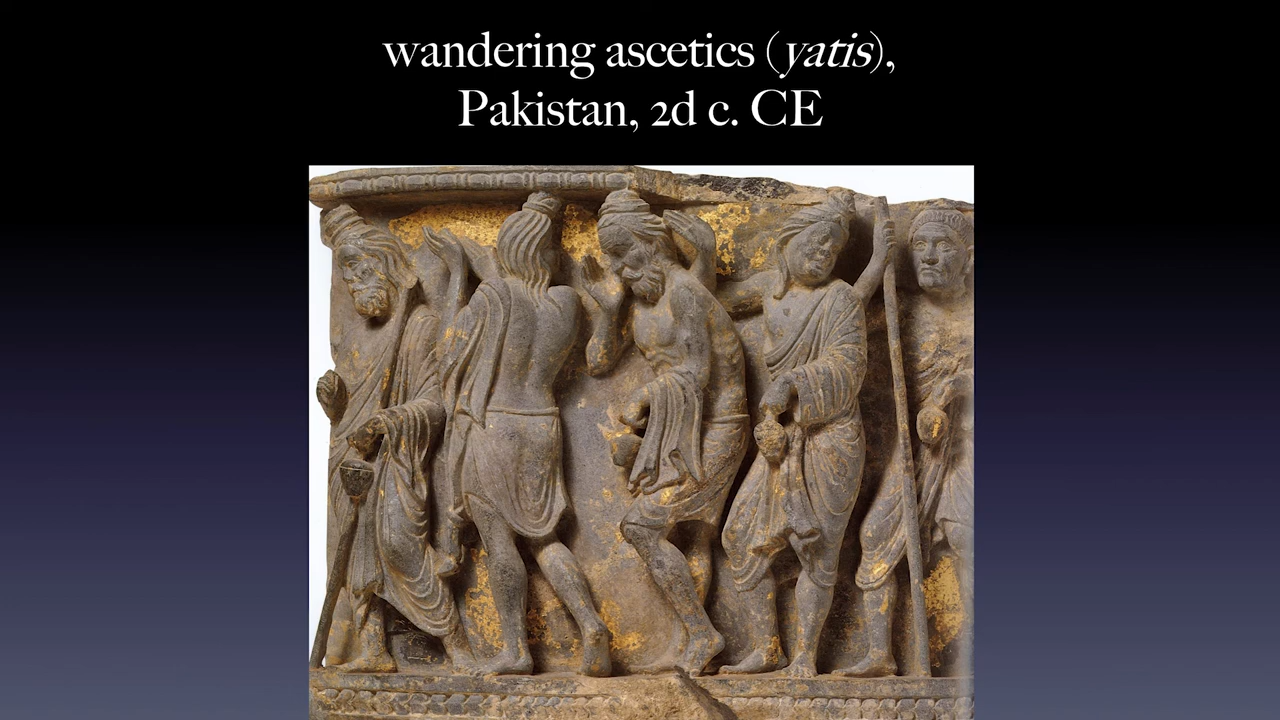 wandering ascetics (yatis),
Pakistan, 2d c. CE